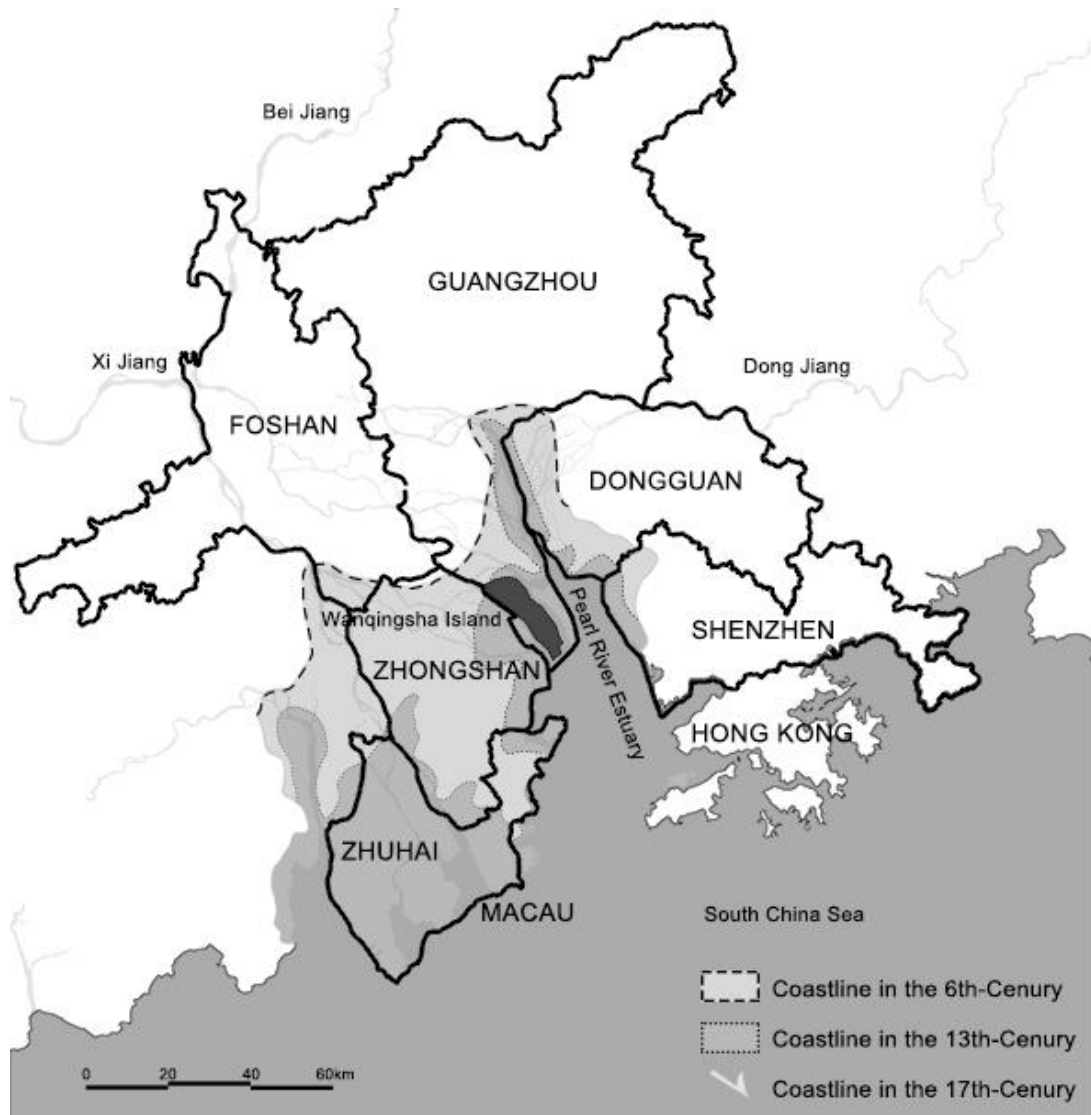 Bei Jiang
GUANGZHOU
Xi Jiang
Dong Jiang
FOSHAN
DONGGUAN
Wanqingsha Island
Pearl River Estuary
SHENZHEN
ZHONGSHAN
HONG KONG
ZHUHAI
MACAU
South China Sea
Coastline in the 6th-Cenury
Coastline in the 13th-Cenury
Coastline in the 17th-Cenury
0 20 40 60km